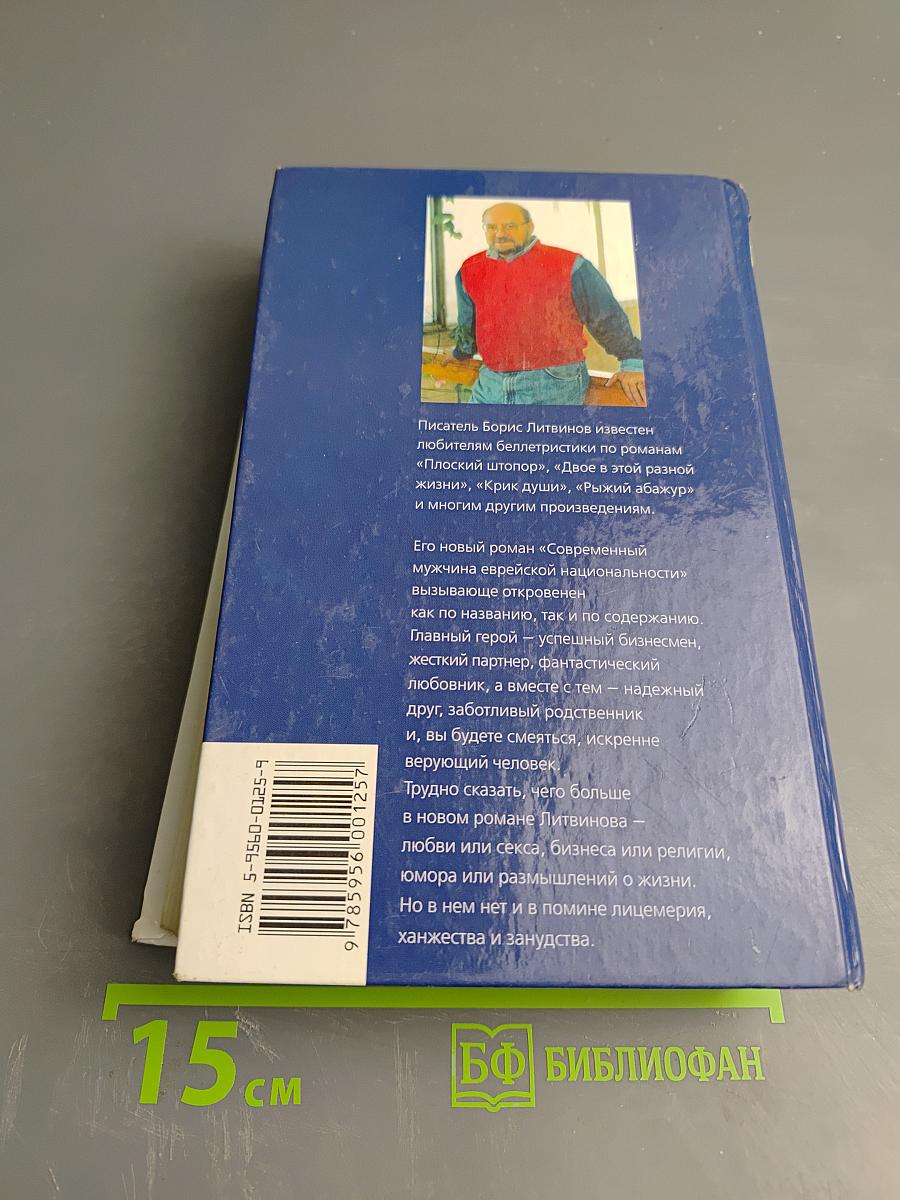 Писатель Борис Литвинов известен
любителям беллетристики по романам
«Плоский штопор», «Двое в этой разной
жизни», «Крик души», «Рыжий абажур»
и многим другим произведениям.
Его новый роман «Современный
мужчина еврейской национальности»
вызывающе откровенен
как по названию, так и по содержанию.
Главный герой – успешный бизнесмен,
жесткий партнер, фантастический
любовник, а вместе с тем – надежный
друг, заботливый родственник
и, вы будете смеяться, искренне
верующий человек.
Трудно сказать, чего больше
в новом романе Литвинова –
любви или секса, бизнеса или религии,
юмора или размышлений о жизни.
Но в нем нет и в помине лицемерия,
ханжества и занудства.
ISBN 5-9560-0125-9
9 785956 001257
15 см
БФ БИБЛИОФАН